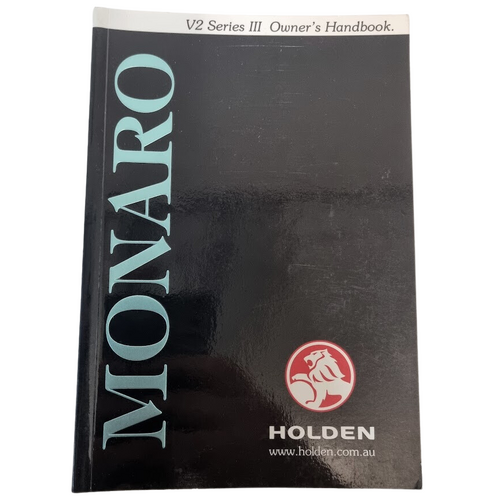 V2 Series III Owner's Handbook.
MONARO
HOLDEN
www.holden.com.au